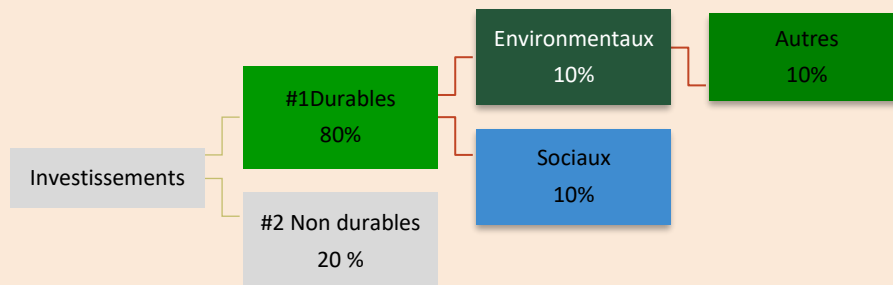 Investissements
#1Durables
80%
#2 Non durables
20 %
Environmentaux
10%
Sociaux
10%
Autres
10%